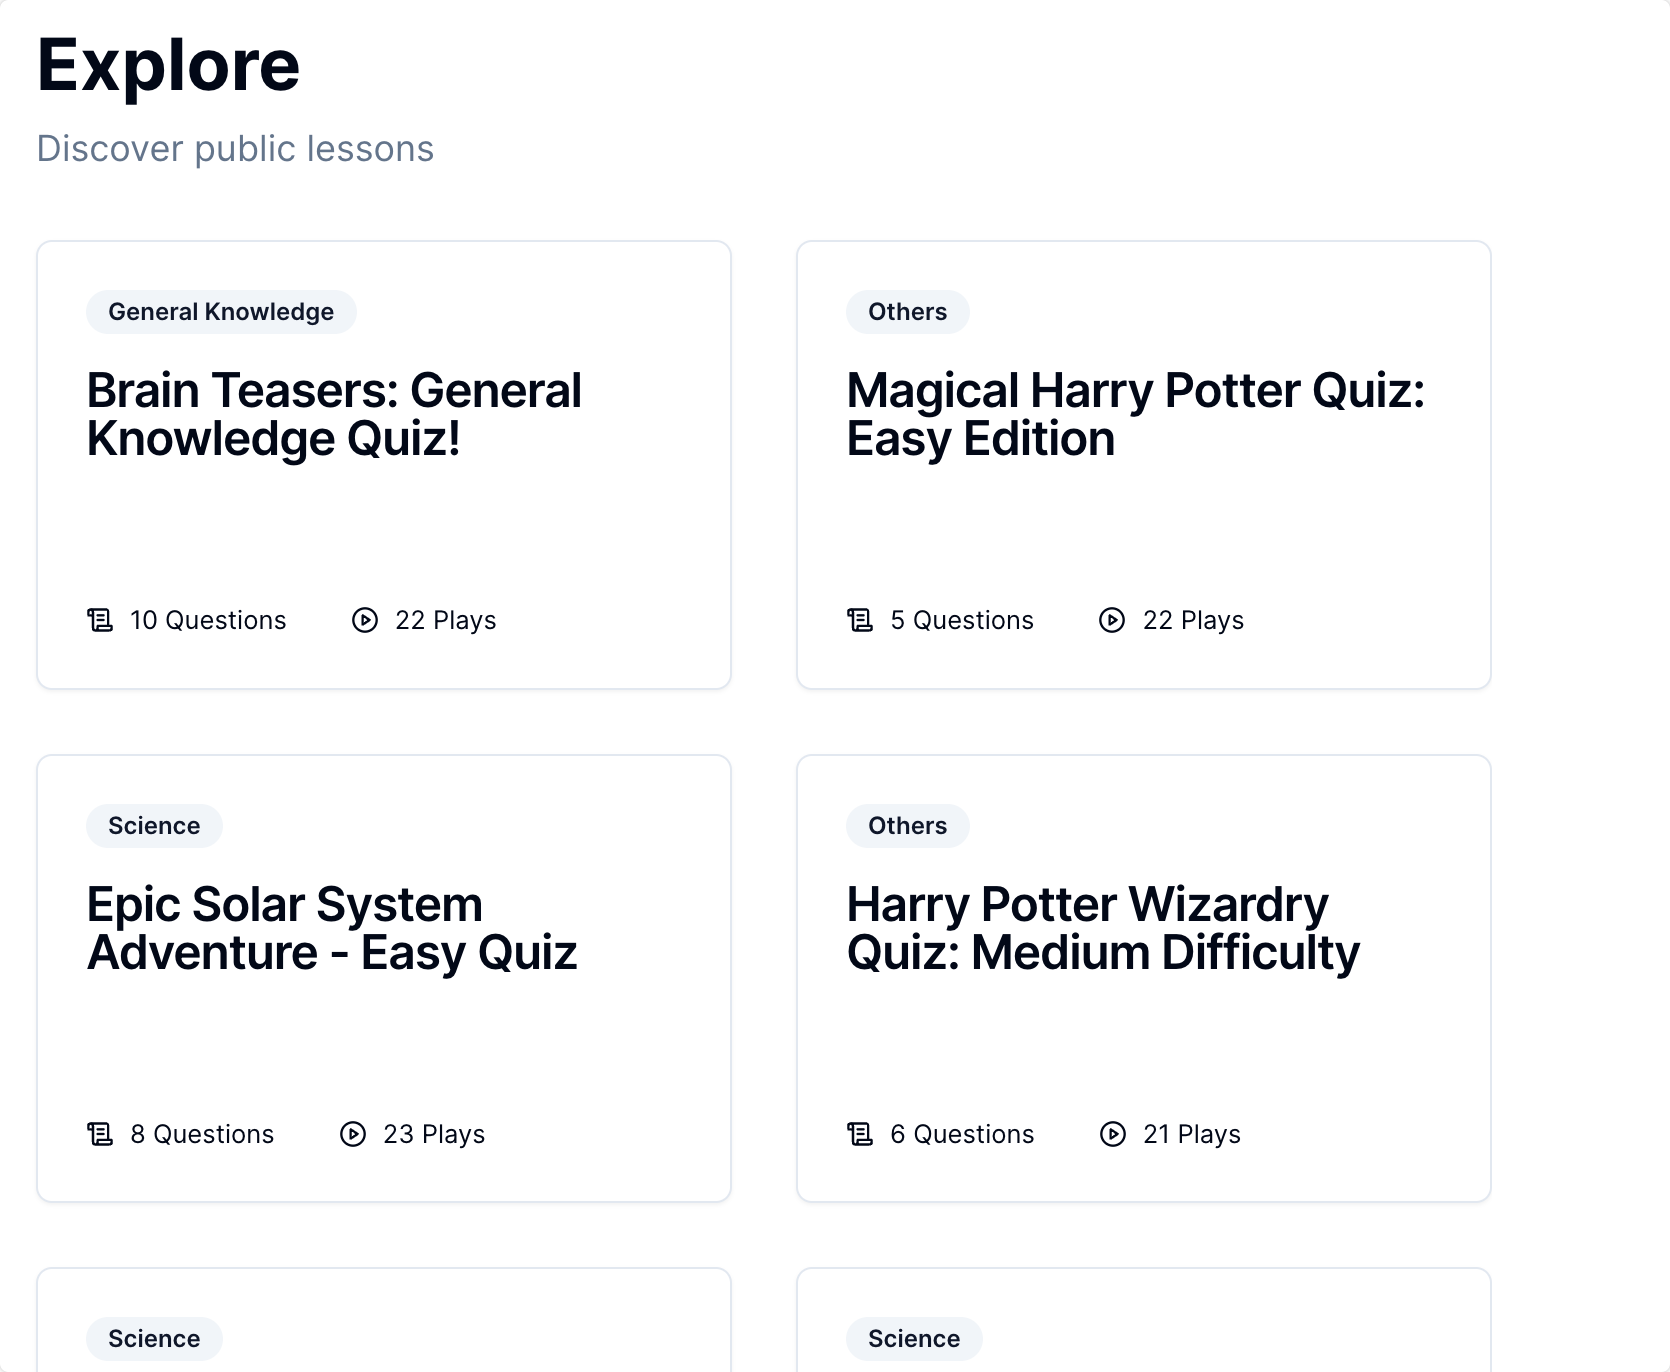 Explore
Discover public lessons
General Knowledge
Brain Teasers: General
Knowledge Quiz!
10 Questions
22 Plays
Others
Magical Harry Potter Quiz:
Easy Edition
5 Questions
22 Plays
Science
Epic Solar System
Adventure - Easy Quiz
8 Questions
23 Plays
Others
Harry Potter Wizardry
Quiz: Medium Difficulty
6 Questions
21 Plays
Science
Science